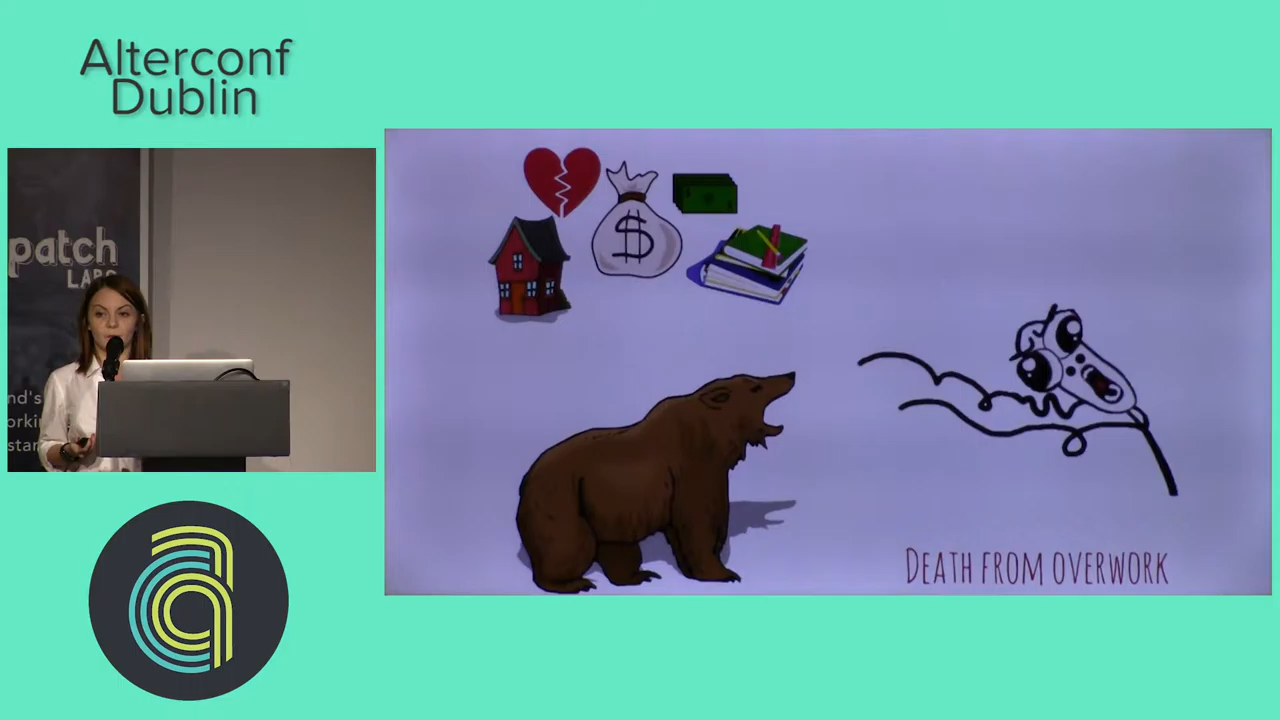 Alterconf
Dublin
patch
LABS
nd's
orki
star
$
DEATH FROM OVERWORK